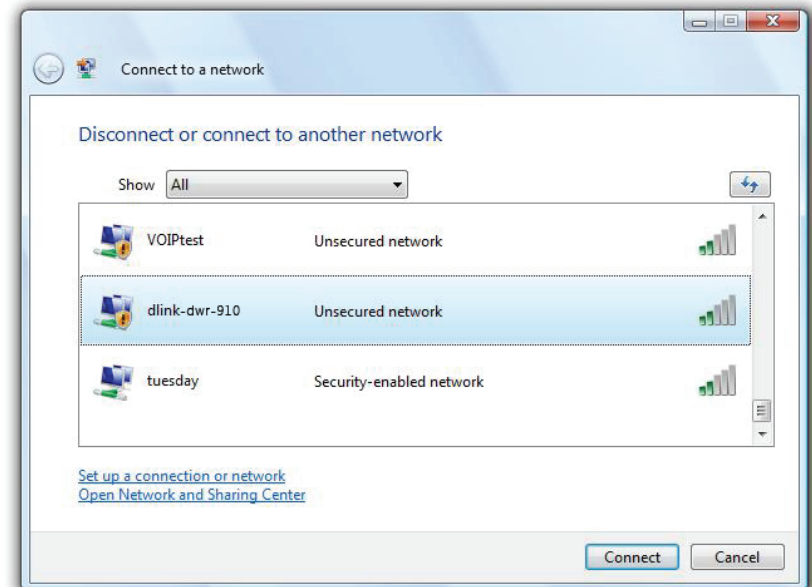 Connect to a network
Disconnect or connect to another network
Show All
VOIPtest Unsecured network
dlink-dwr-910 Unsecured network
tuesday Security-enabled network
Set up a connection or network
Open Network and Sharing Center
Connect Cancel